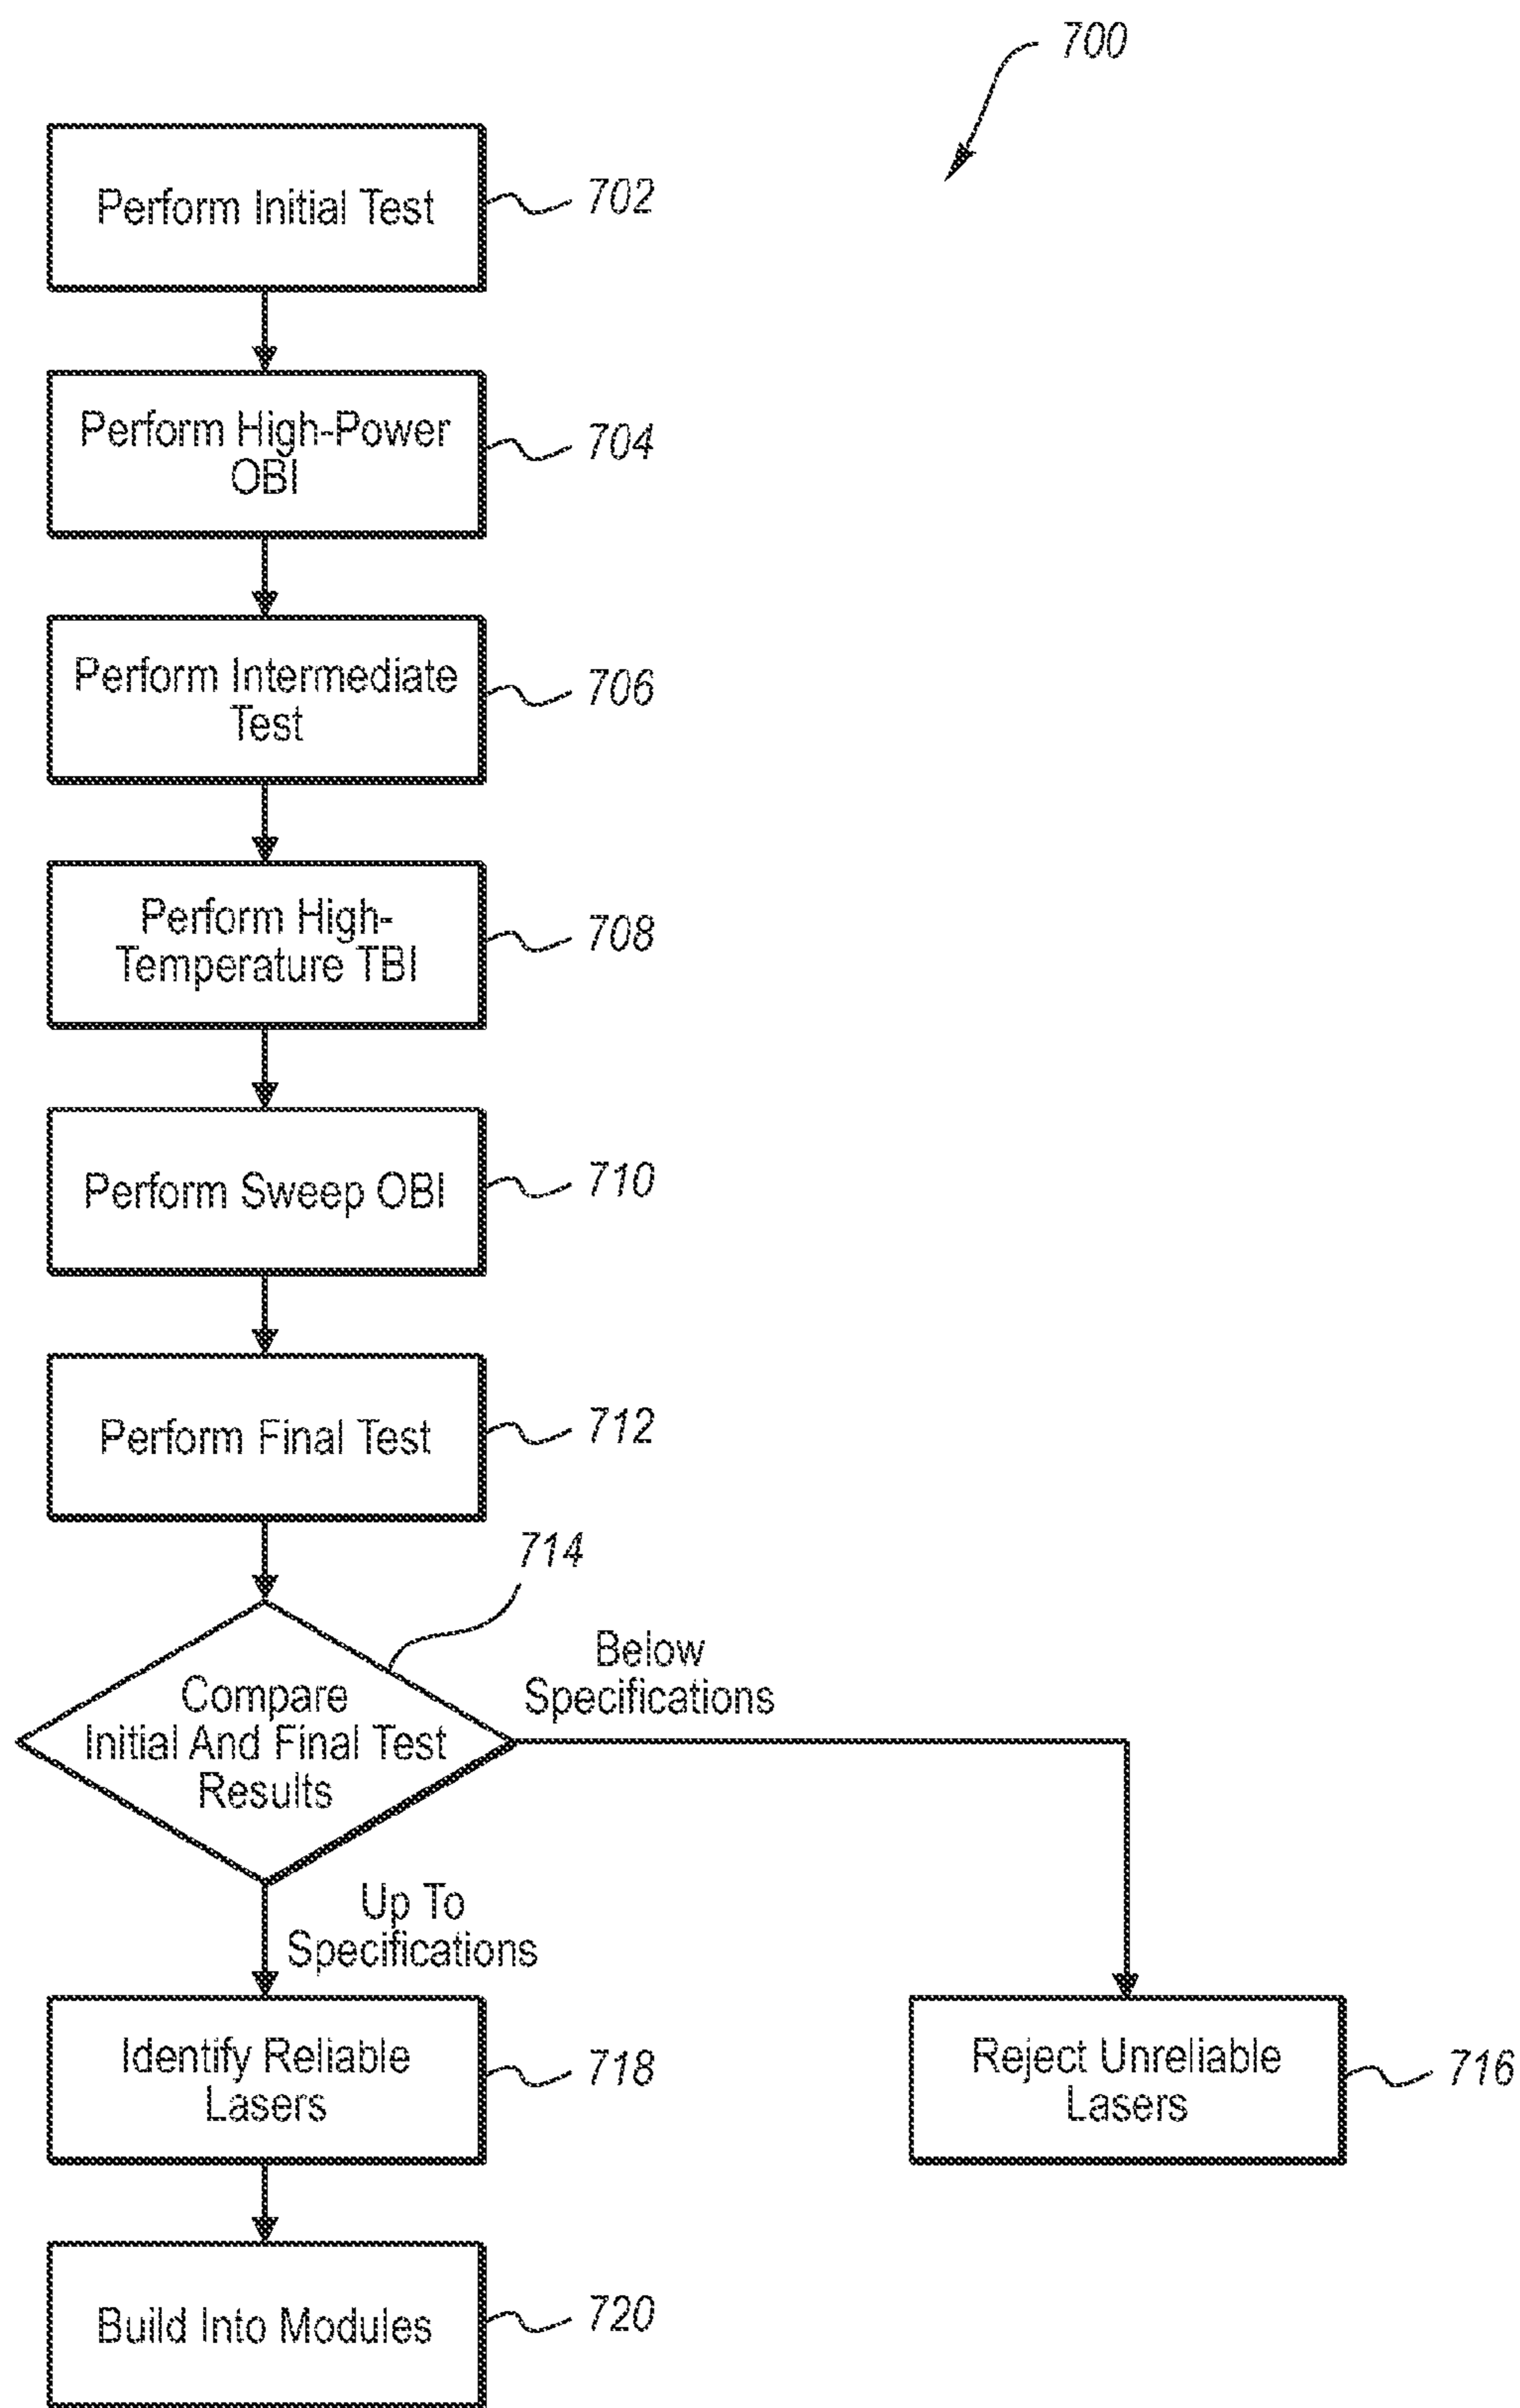 700
Perform Initial Test
702
Perform High-Power
OBI
704
Perform Intermediate
Test
706
Perform High-
Temperature TBI
708
Perform Sweep OBI
710
Perform Final Test
712
714
Compare
Initial And Final Test
Results
Below
Specifications
Up To
Specifications
Identify Reliable
Lasers
718
Reject Unreliable
Lasers
716
Build Into Modules
720